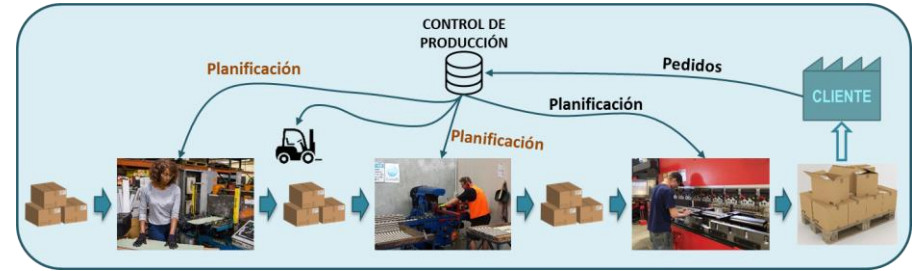 CONTROL DE
PRODUCCIÓN
Planificación
Pedidos
Planificación
CLIENTE
Planificación